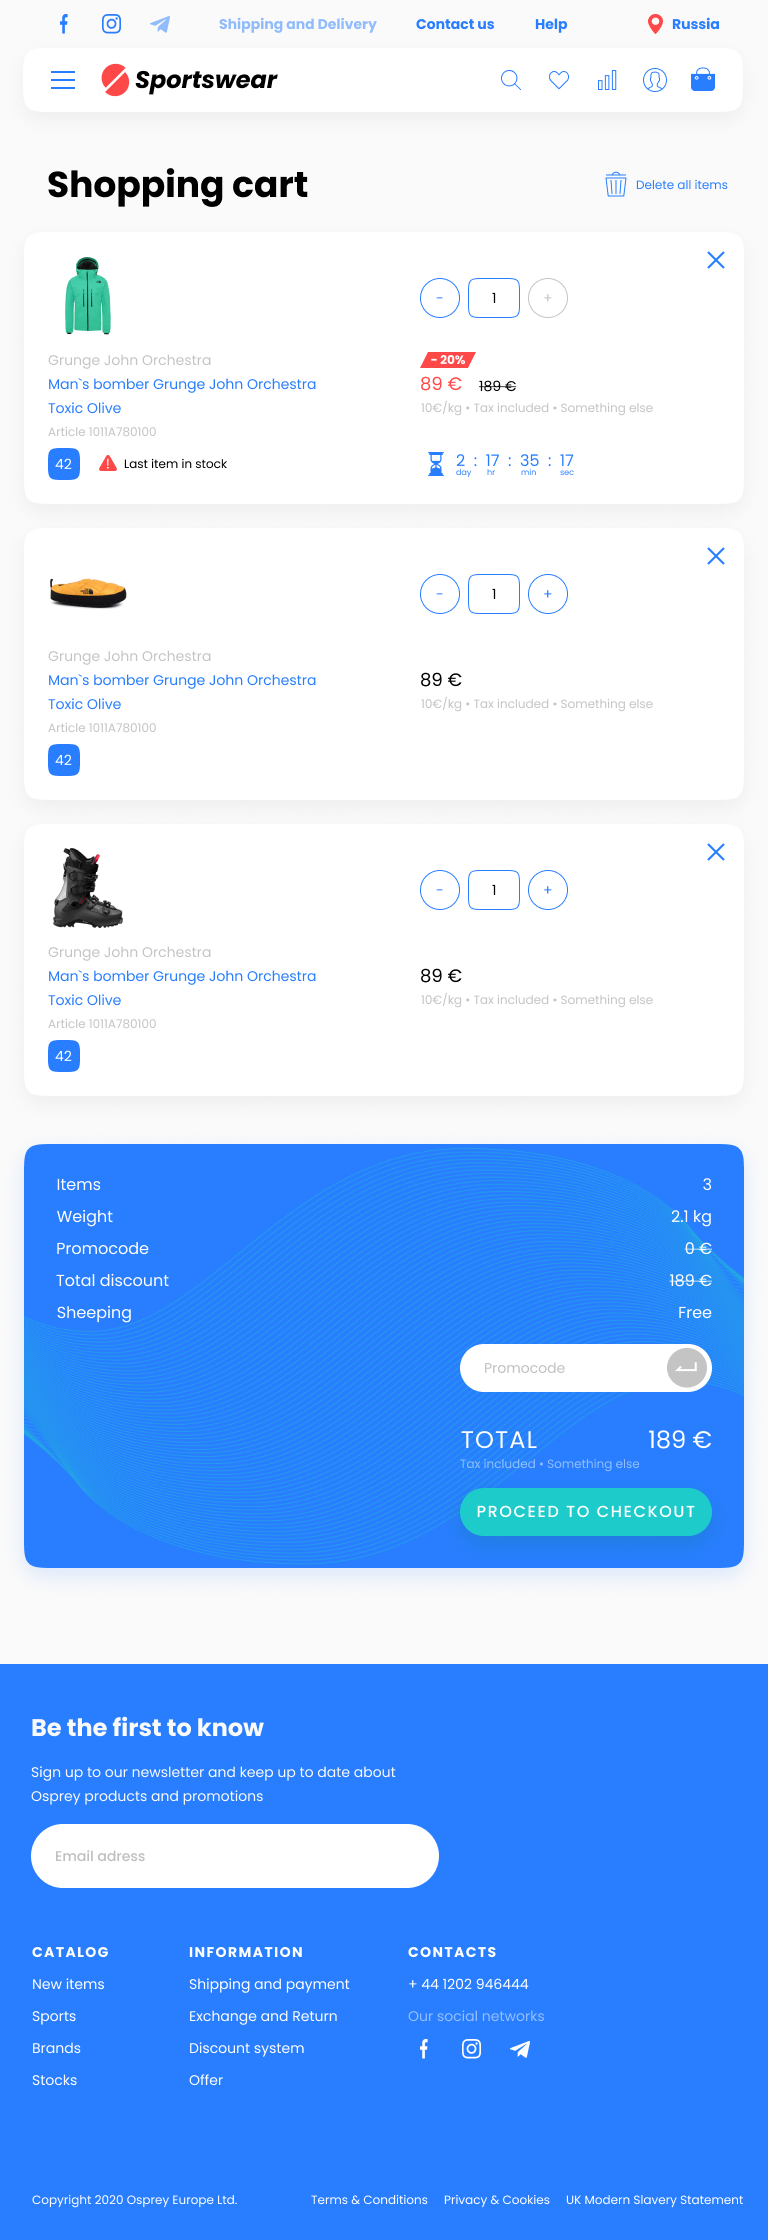 Shipping and Delivery Contact us Help Russia
Sportswear
Shopping cart Delete all items
- 1 +
Grunge John Orchestra
Man`s bomber Grunge John Orchestra
Toxic Olive
Article 1011A780100
42 Last item in stock
- 20%
89 € 189 €
10€/kg • Tax included • Something else
2 : 17 : 35 : 17
day hr min sec
- 1 +
Grunge John Orchestra
Man`s bomber Grunge John Orchestra
Toxic Olive
Article 1011A780100
42
89 €
10€/kg • Tax included • Something else
- 1 +
Grunge John Orchestra
Man`s bomber Grunge John Orchestra
Toxic Olive
Article 1011A780100
42
89 €
10€/kg • Tax included • Something else
Items 3
Weight 2.1 kg
Promocode 0 €
Total discount 189 €
Sheeping Free
Promocode
TOTAL 189 €
Tax included • Something else
PROCEED TO CHECKOUT
Be the first to know
Sign up to our newsletter and keep up to date about
Osprey products and promotions
Email adress
CATALOG
New items
Sports
Brands
Stocks
INFORMATION
Shipping and payment
Exchange and Return
Discount system
Offer
CONTACTS
+ 44 1202 946444
Our social networks
Copyright 2020 Osprey Europe Ltd. Terms & Conditions Privacy & Cookies UK Modern Slavery Statement